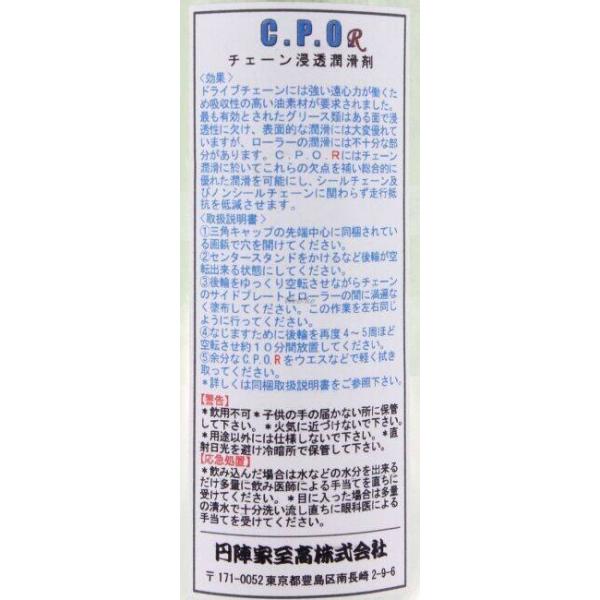 C.P.O R
チェーン浸透潤滑剤
〈効果〉
ドライブチェーンには強い遠心力が働くた
め吸収性の高い油素材が要求されました。
最も有効とされたグリース類はある面で浸
透性に欠け、表面的な潤滑には大変優れて
いますが、ローラーの潤滑には不十分な部
分があります。C.P.O.Rにはチェーン
潤滑に於いてこれらの欠点を補い総合的に
優れた潤滑を可能にし、シールチェーン及
びノンシールチェーンに関わらず走行抵
抗を低減させます。
〈取扱説明書〉
①三角キャップの先端中心に同梱されてい
る画鋲で穴を開けてください。
②センタースタンドをかけるなど後輪が空
転出来る状態にしてください。
③後輪をゆっくり空転させながらチェーン
のサイドプレートとローラーの間に満遍な
く塗布してください。この作業を左右同じ
ように行ってください。
④なじますために後輪を再度4～5周ほど
空転させ約10分間放置してください。
⑤余分なC.P.O.Rをウエスなどで軽く拭き
取ってください。
*詳しくは同梱取扱説明書をご参照下さい。
【警告】
*飲用不可*子供の手の届かない所に保管
して下さい。*火気に近づけないで下さい。
*用途以外には仕様しないで下さい。*直
射日光を避け冷暗所で保管して下さい。
【応急処置】
*飲み込んだ場合は水などの水分を出来る
だけ多量に飲み医師による手当てを直ちに
受けてください。*目に入った場合は多量
の清水で十分洗い流し直ちに眼科医による
手当てを受けてください。
円陣家至高株式会社
〒171-0052 東京都豊島区南長崎2-9-6